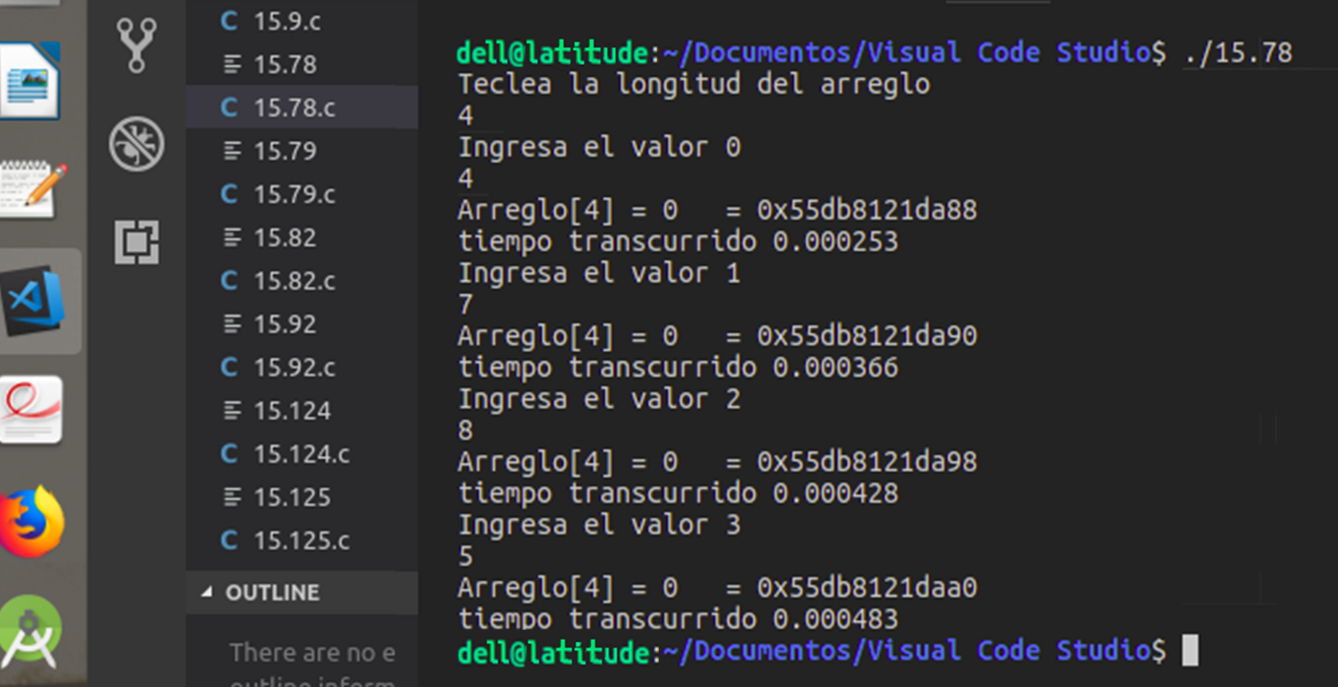 15.9.c
15.78
15.78.c
15.79
15.79.c
15.82
15.82.c
15.92
15.92.c
15.124
15.124.c
15.125
15.125.c
OUTLINE
There are no e
outline inform
dell@latitude:~/Documentos/Visual Code Studio$ ./15.78
Teclea la longitud del arreglo
4
Ingresa el valor 0
4
Arreglo[4] = 0   = 0x55db8121da88
tiempo transcurrido 0.000253
Ingresa el valor 1
7
Arreglo[4] = 0   = 0x55db8121da90
tiempo transcurrido 0.000366
Ingresa el valor 2
8
Arreglo[4] = 0   = 0x55db8121da98
tiempo transcurrido 0.000428
Ingresa el valor 3
5
Arreglo[4] = 0   = 0x55db8121daa0
tiempo transcurrido 0.000483
dell@latitude:~/Documentos/Visual Code Studio$